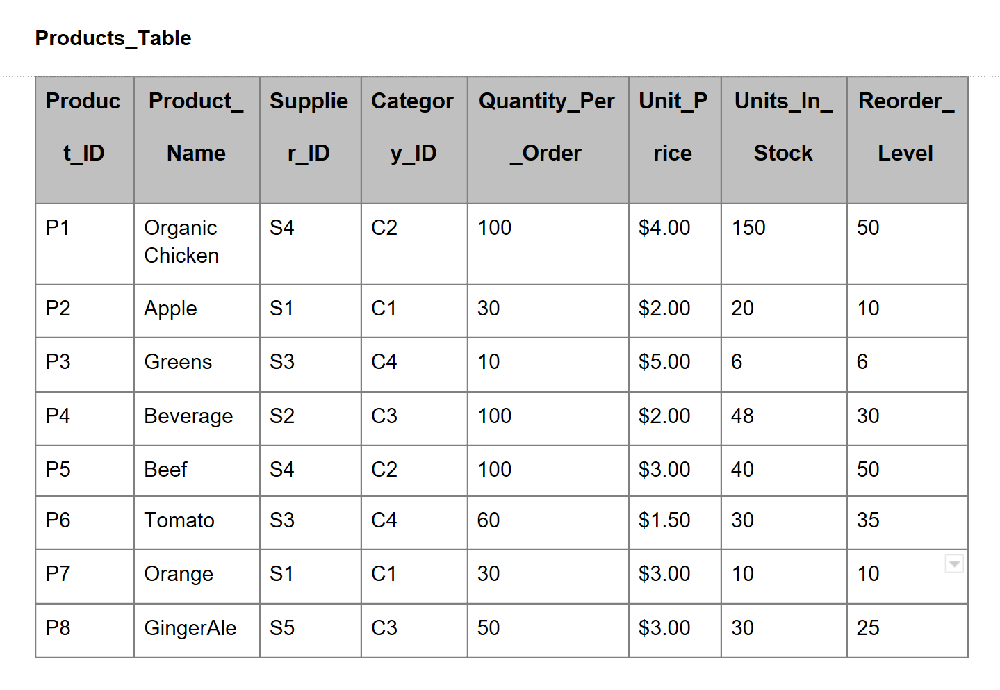 Products_Table
Produc Product_ Supplie Categor Quantity_Per Unit_P Units_In_ Reorder_
t_ID Name r_ID y_ID _Order rice Stock Level
P1 Organic S4 C2 100 $4.00 150 50
Chicken
P2 Apple S1 C1 30 $2.00 20 10
P3 Greens S3 C4 10 $5.00 6 6
P4 Beverage S2 C3 100 $2.00 48 30
P5 Beef S4 C2 100 $3.00 40 50
P6 Tomato S3 C4 60 $1.50 30 35
P7 Orange S1 C1 30 $3.00 10 10
P8 GingerAle S5 C3 50 $3.00 30 25